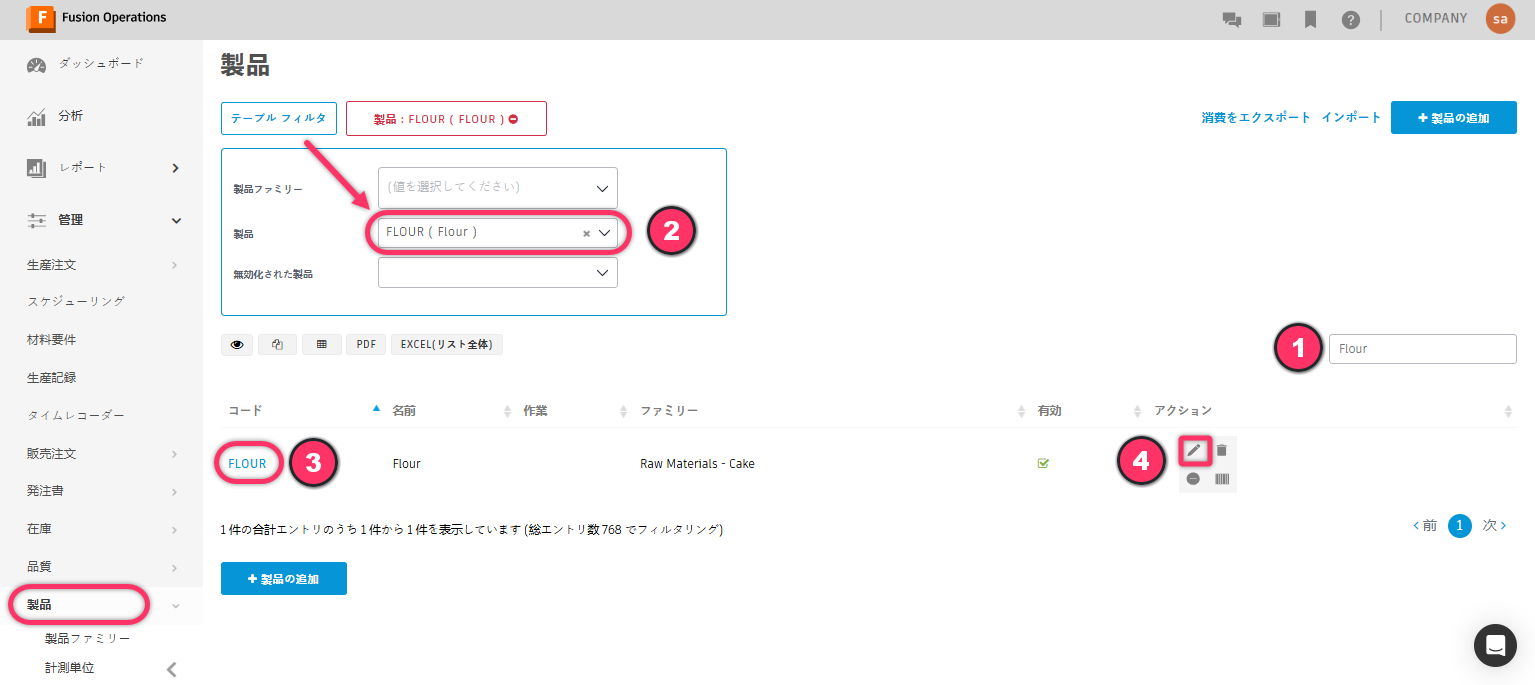 F Fusion Operations
? COMPANY sa
ダッシュボード
分析
レポート
管理
生産注文
スケジューリング
材料要件
生産記録
タイムレコーダー
販売注文
発注書
在庫
品質
製品
製品ファミリー
計測単位
製品
テーブル フィルタ 製品 : FLOUR ( FLOUR )
消費をエクスポート インポート + 製品の追加
製品ファミリー (値を選択してください)
製品 FLOUR ( Flour ) × 2
無効化された製品
PDF EXCEL(リスト全体) 1 Flour
コード 名前 作業 ファミリー 有効 アクション
FLOUR 3 Flour Raw Materials - Cake 4
1 件の合計エントリのうち 1 件から 1 件を表示しています (総エントリ数 768 でフィルタリング)
前 1 次
+ 製品の追加